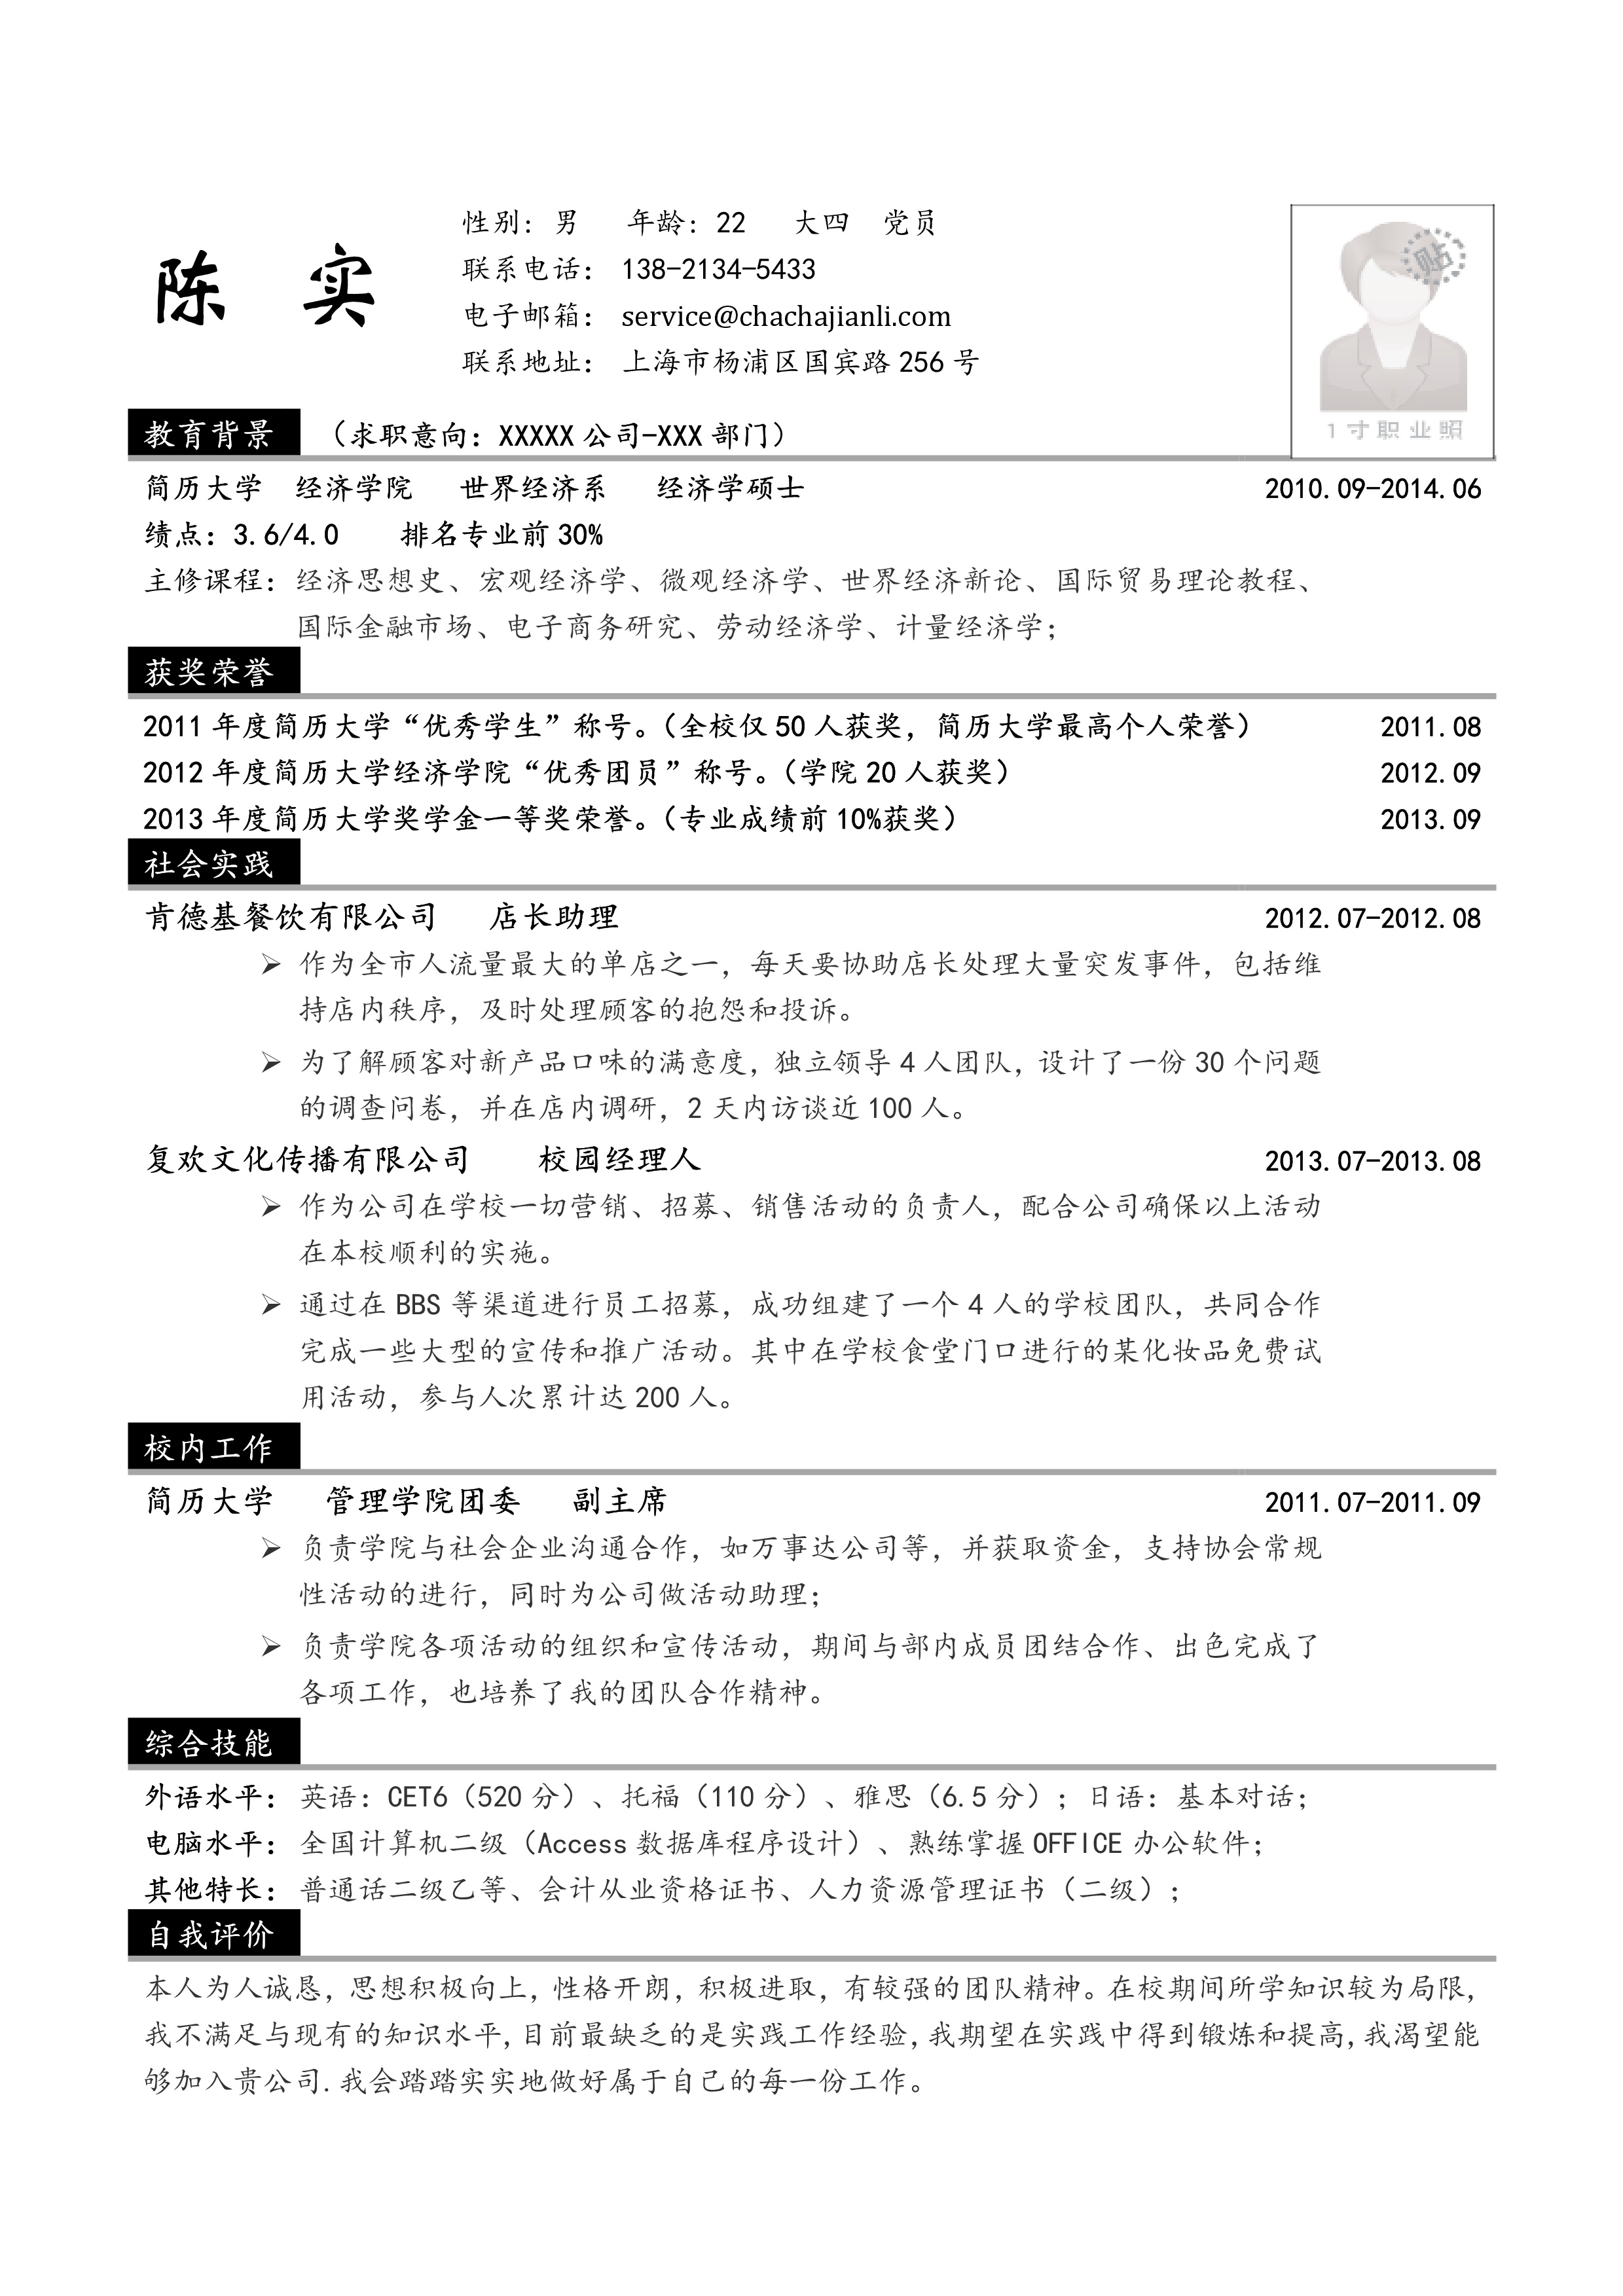 陈 实
性别：男 年龄：22 大四 党员
联系电话： 138-2134-5433
电子邮箱： service@chachajianli.com
联系地址： 上海市杨浦区国宾路 256 号
贴
1寸职业照
教育背景 （求职意向：XXXXX 公司-XXX 部门）
简历大学 经济学院 世界经济系 经济学硕士 2010.09-2014.06
绩点：3.6/4.0 排名专业前 30%
主修课程：经济思想史、宏观经济学、微观经济学、世界经济新论、国际贸易理论教程、
国际金融市场、电子商务研究、劳动经济学、计量经济学；
获奖荣誉
2011 年度简历大学“优秀学生”称号。（全校仅 50 人获奖，简历大学最高个人荣誉） 2011.08
2012 年度简历大学经济学院“优秀团员”称号。（学院 20 人获奖） 2012.09
2013 年度简历大学奖学金一等奖荣誉。（专业成绩前 10%获奖） 2013.09
社会实践
肯德基餐饮有限公司 店长助理 2012.07-2012.08
➢ 作为全市人流量最大的单店之一，每天要协助店长处理大量突发事件，包括维
持店内秩序，及时处理顾客的抱怨和投诉。
➢ 为了解顾客对新产品口味的满意度，独立领导 4 人团队，设计了一份 30 个问题
的调查问卷，并在店内调研，2 天内访谈近 100 人。
复欢文化传播有限公司 校园经理人 2013.07-2013.08
➢ 作为公司在学校一切营销、招募、销售活动的负责人，配合公司确保以上活动
在本校顺利的实施。
➢ 通过在 BBS 等渠道进行员工招募，成功组建了一个 4 人的学校团队，共同合作
完成一些大型的宣传和推广活动。其中在学校食堂门口进行的某化妆品免费试
用活动，参与人次累计达 200 人。
校内工作
简历大学 管理学院团委 副主席 2011.07-2011.09
➢ 负责学院与社会企业沟通合作，如万事达公司等，并获取资金，支持协会常规
性活动的进行，同时为公司做活动助理；
➢ 负责学院各项活动的组织和宣传活动，期间与部内成员团结合作、出色完成了
各项工作，也培养了我的团队合作精神。
综合技能
外语水平：英语：CET6（520 分）、托福（110 分）、雅思（6.5 分）；日语：基本对话；
电脑水平：全国计算机二级（Access 数据库程序设计）、熟练掌握 OFFICE 办公软件；
其他特长：普通话二级乙等、会计从业资格证书、人力资源管理证书（二级）；
自我评价
本人为人诚恳，思想积极向上，性格开朗，积极进取，有较强的团队精神。在校期间所学知识较为局限，
我不满足与现有的知识水平，目前最缺乏的是实践工作经验，我期望在实践中得到锻炼和提高，我渴望能
够加入贵公司.我会踏踏实实地做好属于自己的每一份工作。